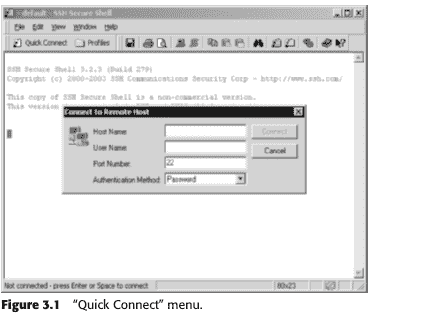 - default - SSH Secure Shell
File Edit View Window Help
Quick Connect Profiles
SSH Secure Shell 3.2.3 (Build 279)
Copyright (c) 2000-2003 SSH Communications Security Corp - http://www.ssh.com/
This copy of SSH Secure Shell is a non-commercial version.
This version
Connect to Remote Host
Host Name:
Connect
User Name:
Cancel
Port Number: 22
Authentication Method: Password
Not connected - press Enter or Space to connect. 80x23
Figure 3.1 "Quick Connect" menu.